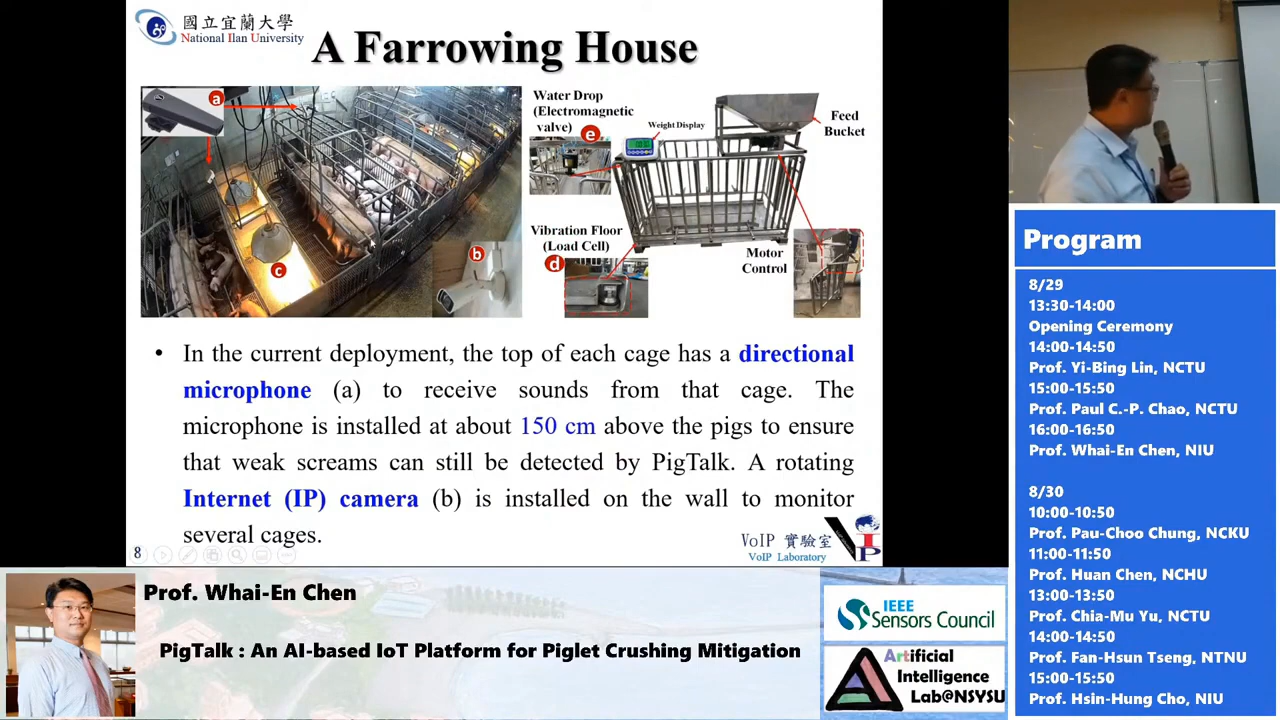 國立宜蘭大學
National Ilan University
A Farrowing House
a
b
c
Water Drop
(Electromagnetic
valve)
e
Weight Display
Feed
Bucket
Vibration Floor
(Load Cell)
d
Motor
Control
• In the current deployment, the top of each cage has a directional
microphone (a) to receive sounds from that cage. The
microphone is installed at about 150 cm above the pigs to ensure
that weak screams can still be detected by PigTalk. A rotating
Internet (IP) camera (b) is installed on the wall to monitor
several cages.
8
VoIP 實驗室
VoIP Laboratory
Program
8/29
13:30-14:00
Opening Ceremony
14:00-14:50
Prof. Yi-Bing Lin, NCTU
15:00-15:50
Prof. Paul C.-P. Chao, NCTU
16:00-16:50
Prof. Whai-En Chen, NIU
8/30
10:00-10:50
Prof. Pau-Choo Chung, NCKU
11:00-11:50
Prof. Huan Chen, NCHU
13:00-13:50
Prof. Chia-Mu Yu, NCTU
14:00-14:50
Prof. Fan-Hsun Tseng, NTNU
15:00-15:50
Prof. Hsin-Hung Cho, NIU
Prof. Whai-En Chen
PigTalk : An AI-based IoT Platform for Piglet Crushing Mitigation
IEEE
Sensors Council
Artificial
Intelligence
Lab@NSYSU